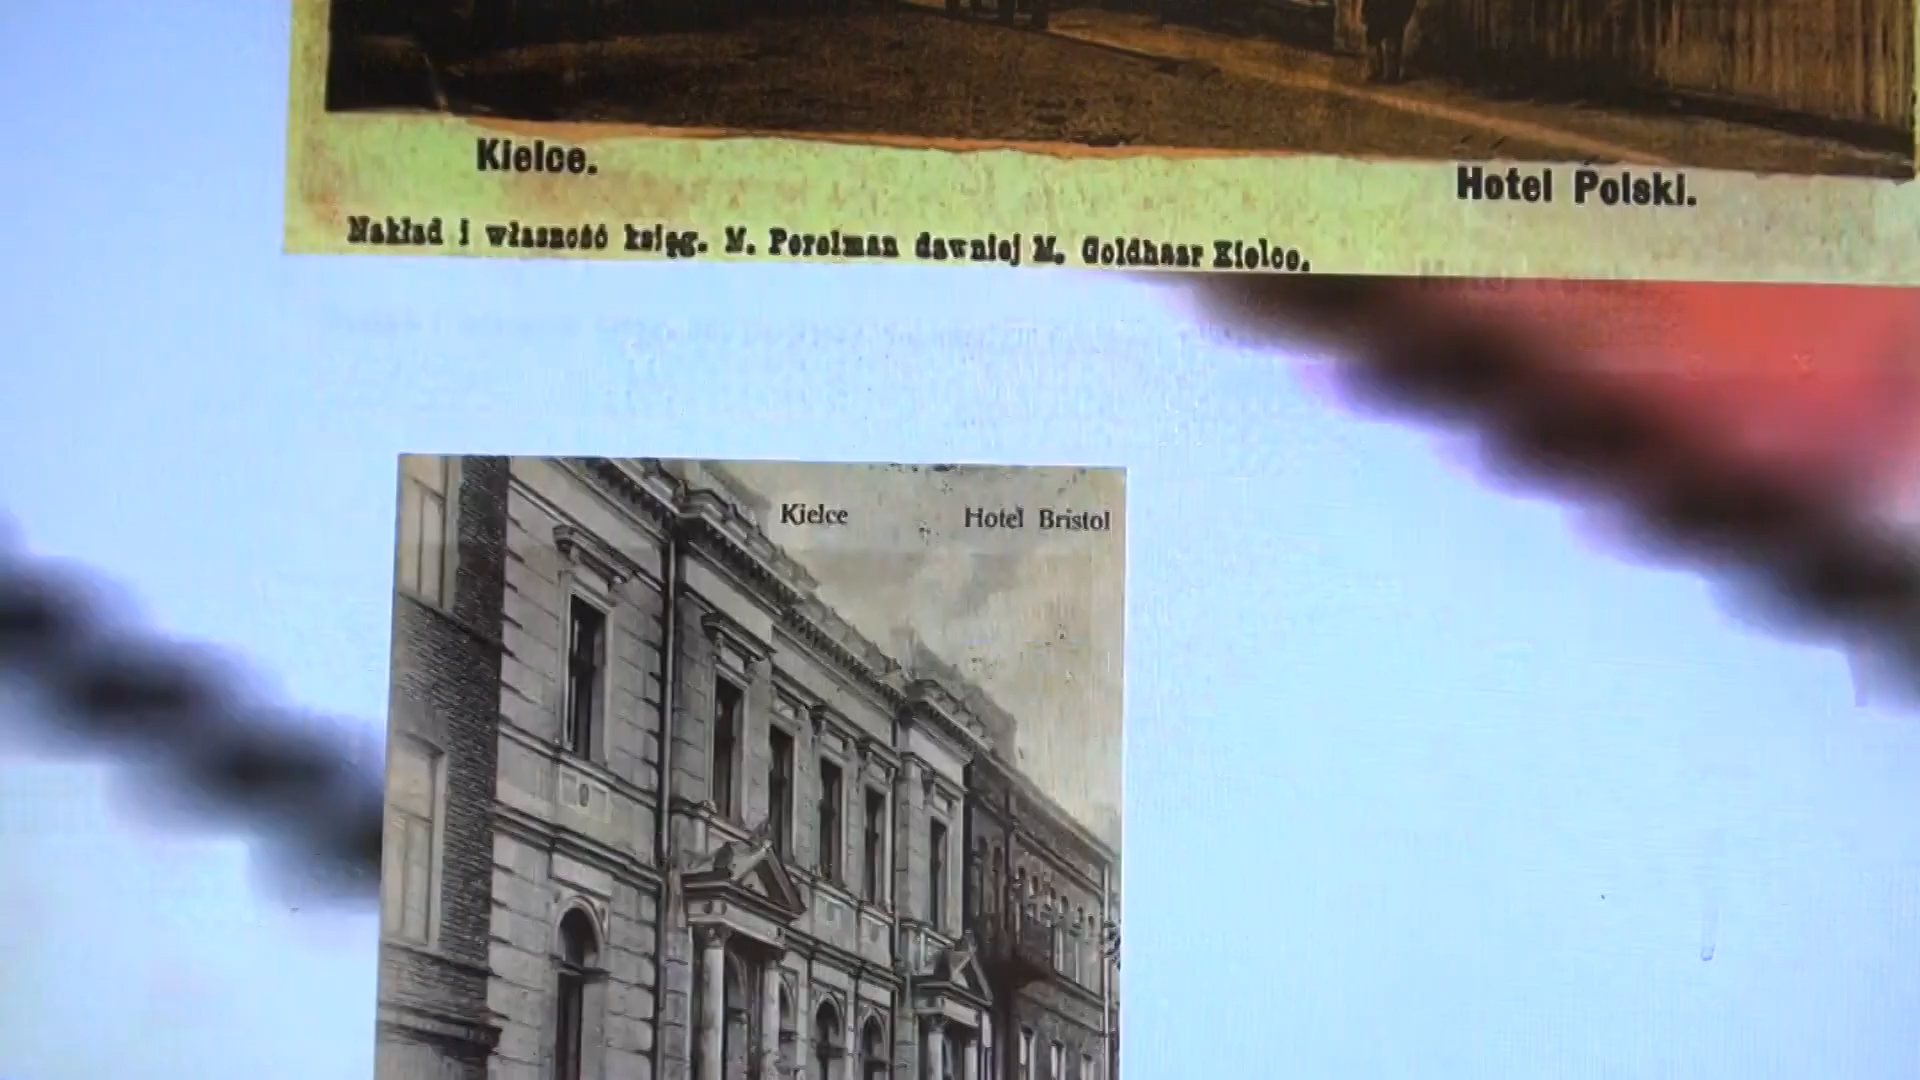 Kielce.
Hotel Polski.
Nakład i własność księg. M. Perelman dawniej M. Goldhaar Kielce.
Kielce Hotel Bristol